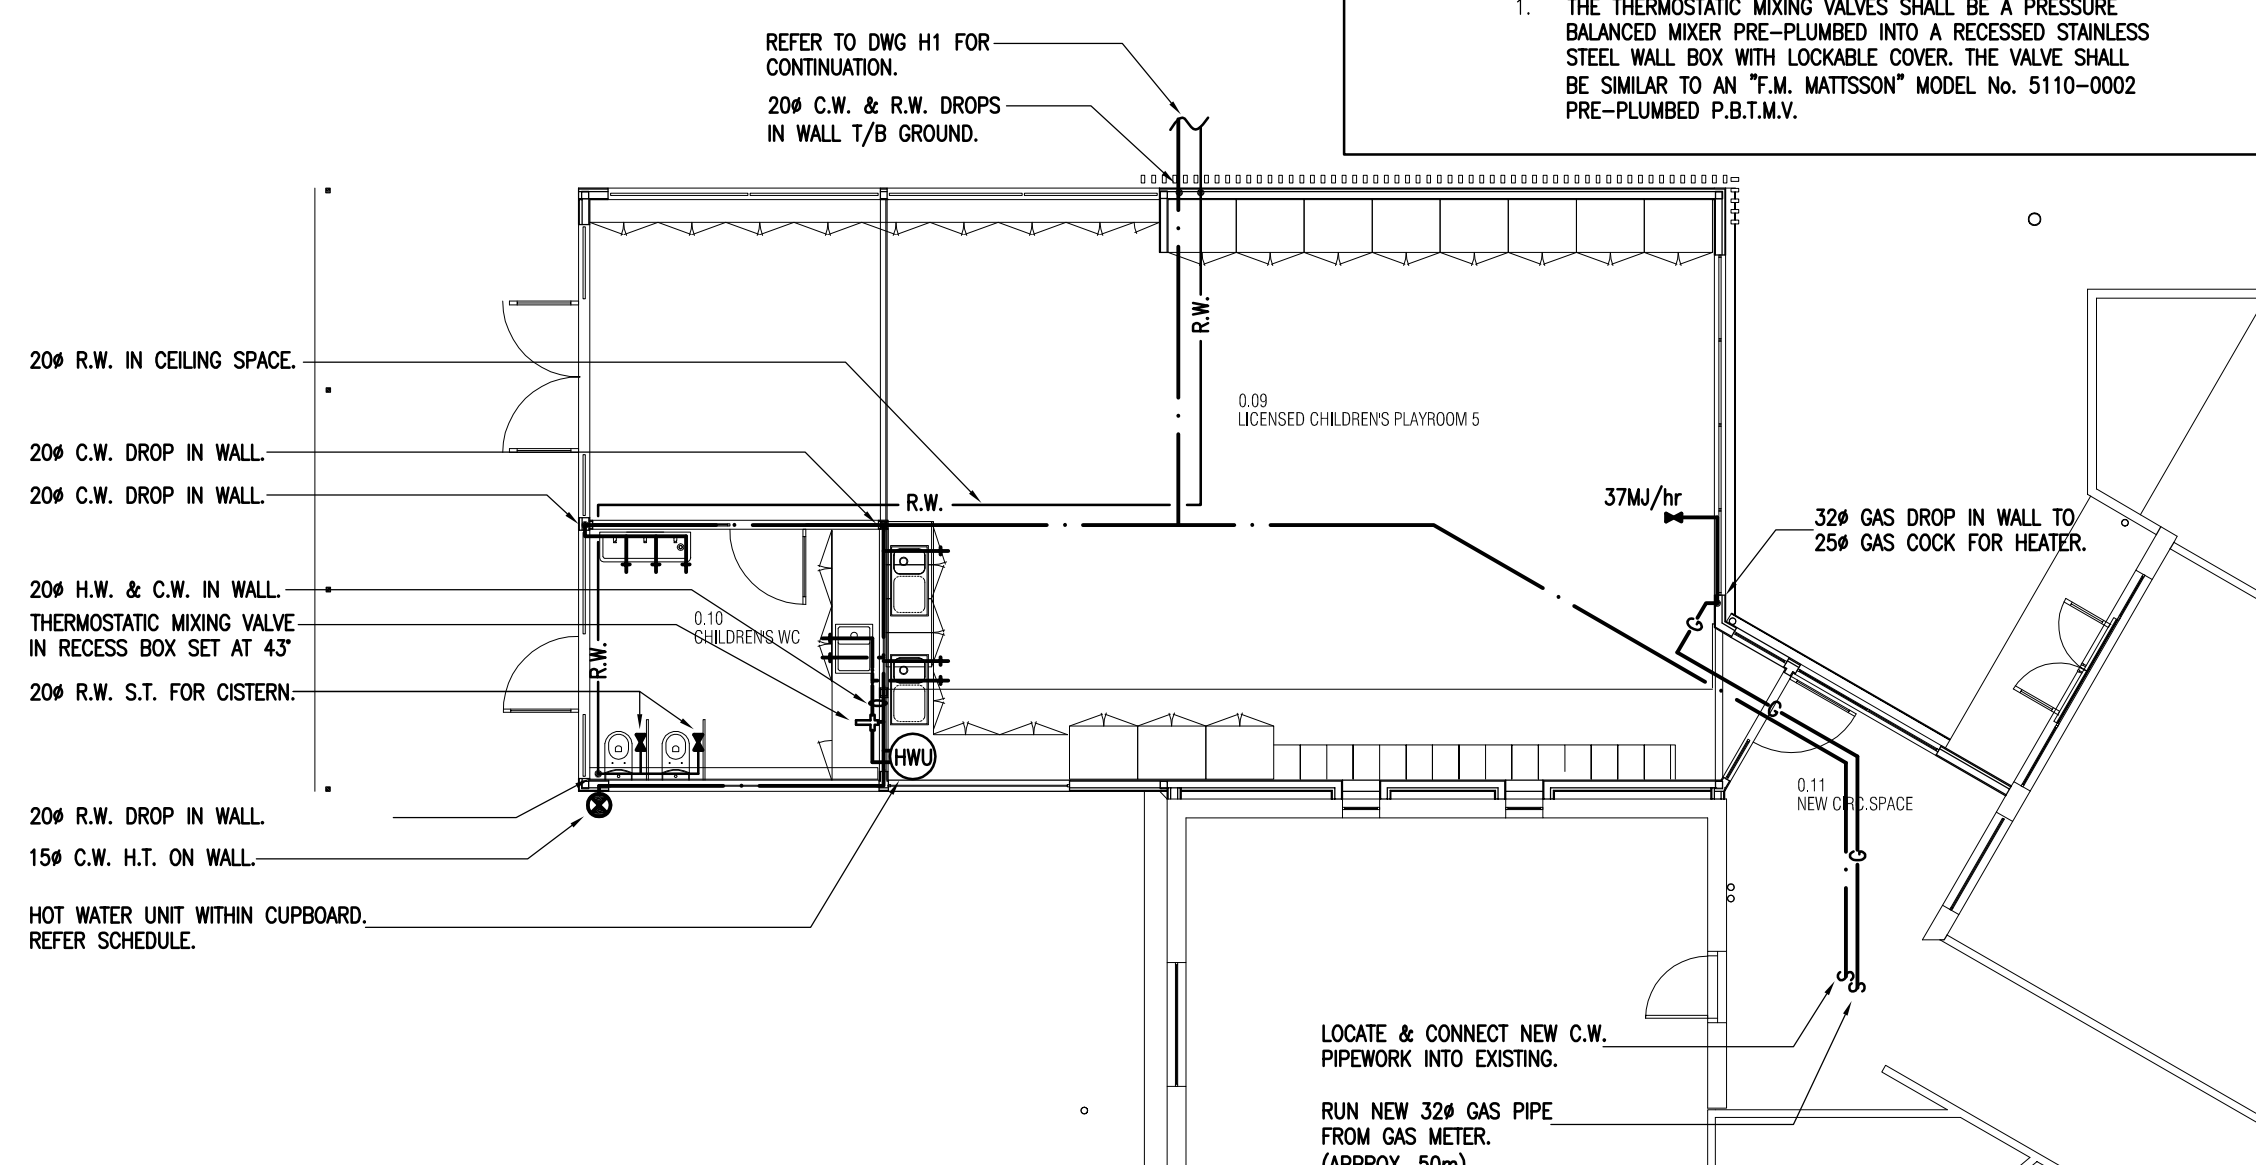 1. THE THERMOSTATIC MIXING VALVES SHALL BE A PRESSURE
BALANCED MIXER PRE-PLUMBED INTO A RECESSED STAINLESS
STEEL WALL BOX WITH LOCKABLE COVER. THE VALVE SHALL
BE SIMILAR TO AN "F.M. MATTSSON" MODEL No. 5110-0002
PRE-PLUMBED P.B.T.M.V.
REFER TO DWG H1 FOR
CONTINUATION.
20ø C.W. & R.W. DROPS
IN WALL T/B GROUND.
R.W.
20ø R.W. IN CEILING SPACE.
0.09
LICENSED CHILDREN'S PLAYROOM 5
20ø C.W. DROP IN WALL.
20ø C.W. DROP IN WALL.
R.W.
37MJ/hr
32ø GAS DROP IN WALL TO
25ø GAS COCK FOR HEATER.
20ø H.W. & C.W. IN WALL.
THERMOSTATIC MIXING VALVE
IN RECESS BOX SET AT 43°
0.10
CHILDREN'S WC
R.W.
G
20ø R.W. S.T. FOR CISTERN.
G
HWU
0.11
NEW CIRC.SPACE
20ø R.W. DROP IN WALL.
15ø C.W. H.T. ON WALL.
G
HOT WATER UNIT WITHIN CUPBOARD.
REFER SCHEDULE.
S
S
LOCATE & CONNECT NEW C.W.
PIPEWORK INTO EXISTING.
RUN NEW 32ø GAS PIPE
FROM GAS METER.
(APPROX. 50m)